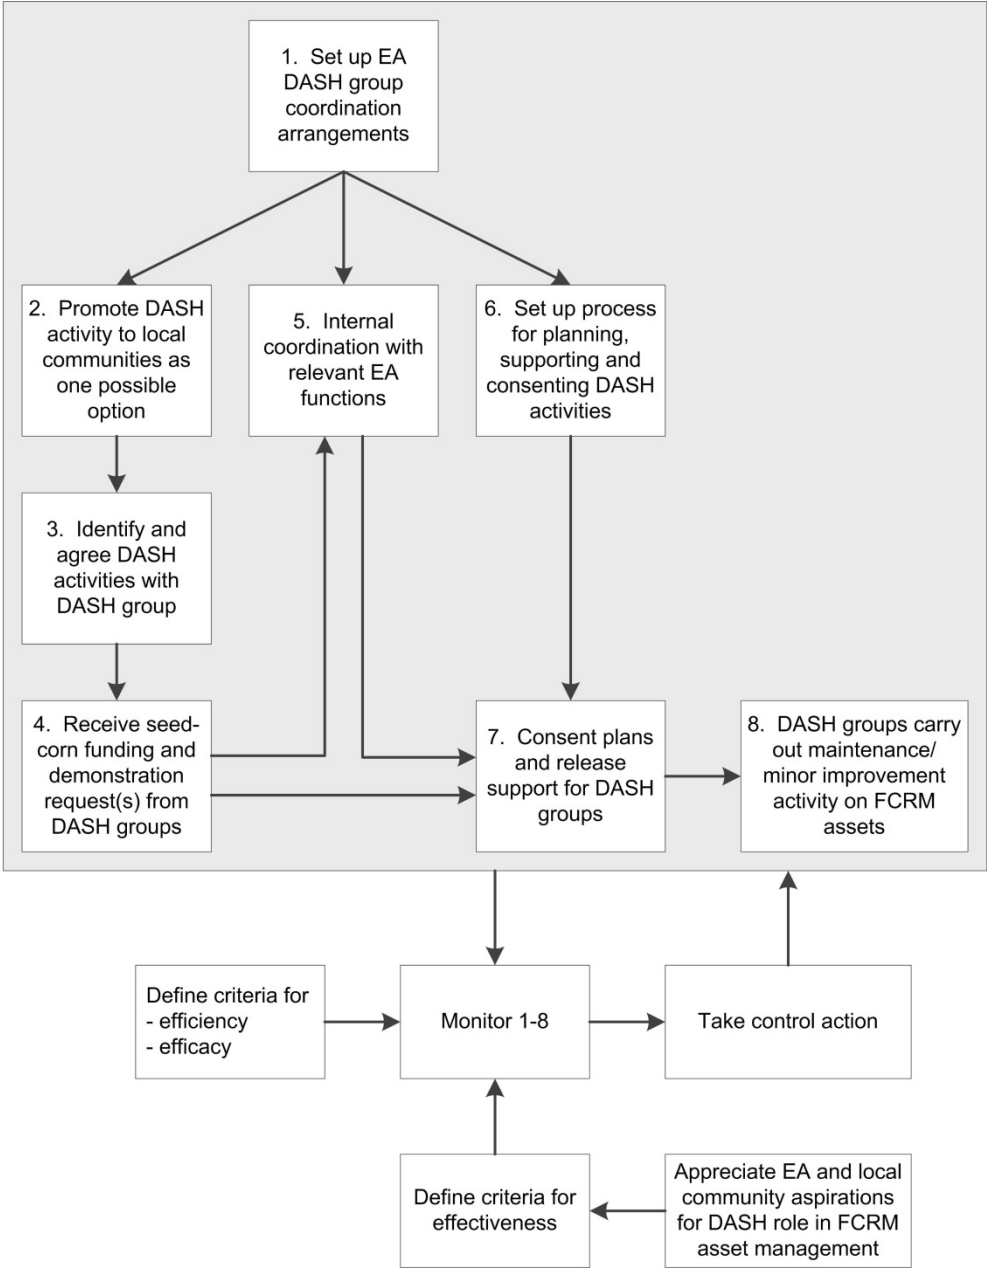 1. Set up EA
DASH group
coordination
arrangements
2. Promote DASH
activity to local
communities as
one possible
option
5. Internal
coordination with
relevant EA
functions
6. Set up process
for planning,
supporting and
consenting DASH
activities
3. Identify and
agree DASH
activities with
DASH group
4. Receive seed-
corn funding and
demonstration
request(s) from
DASH groups
7. Consent plans
and release
support for DASH
groups
8. DASH groups carry
out maintenance/
minor improvement
activity on FCRM
assets
Define criteria for
- efficiency
- efficacy
Monitor 1-8
Take control action
Define criteria for
effectiveness
Appreciate EA and local
community aspirations
for DASH role in FCRM
asset management